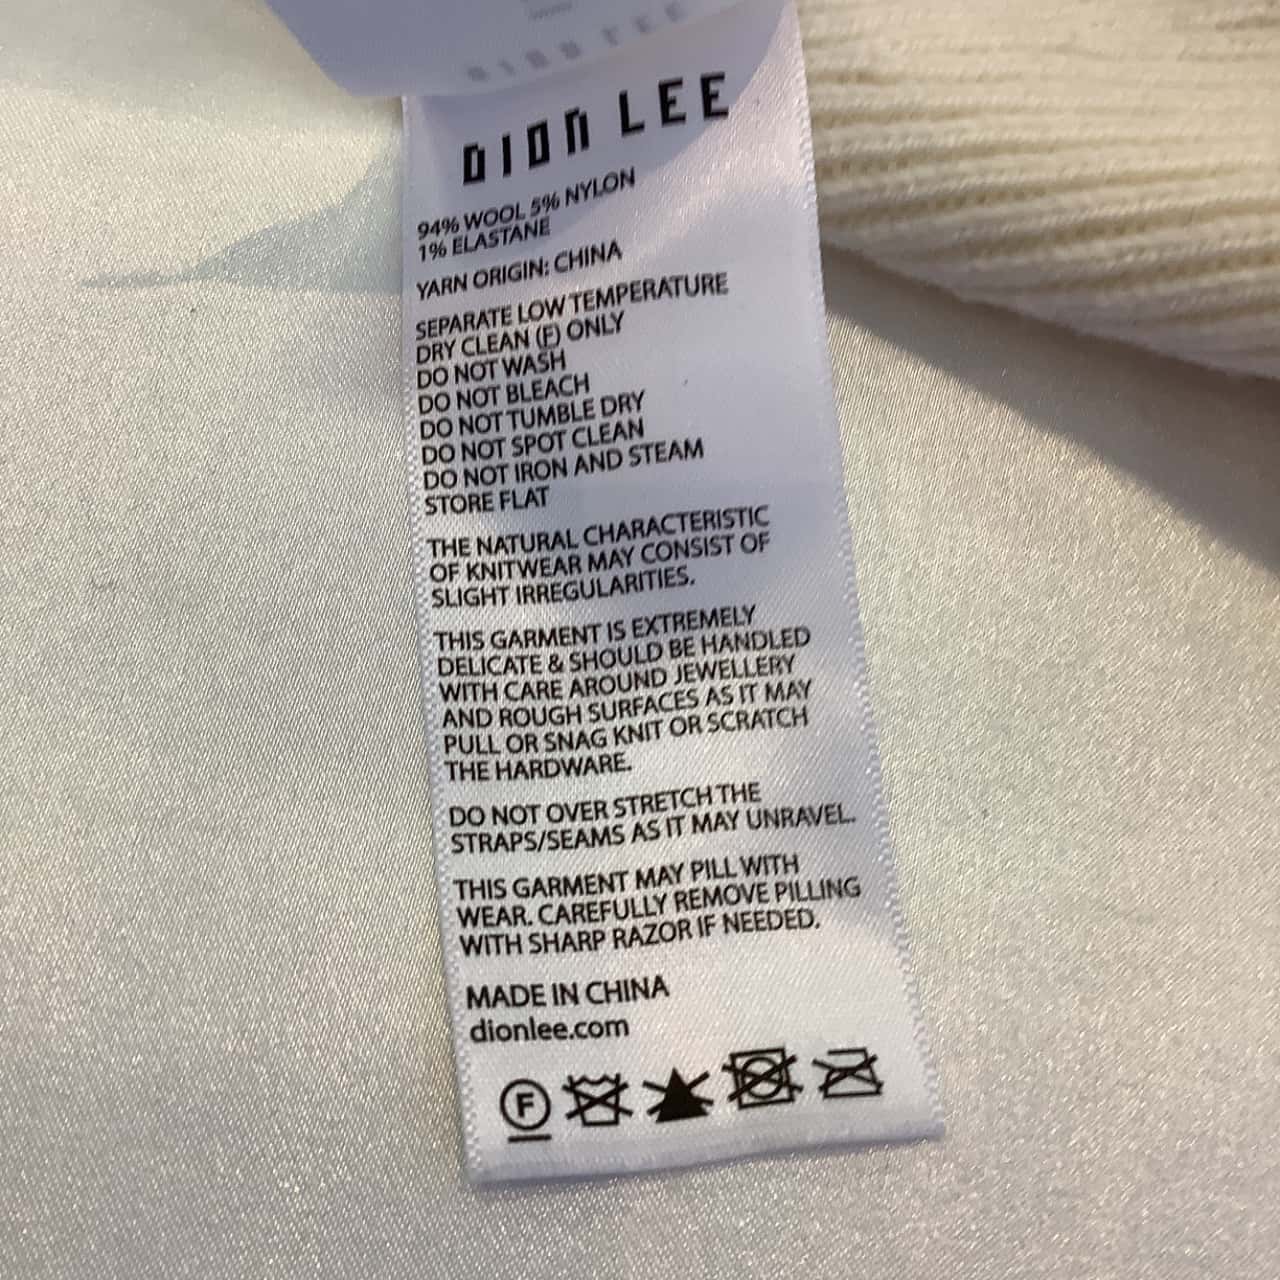 DION LEE
DION LEE
94% WOOL 5% NYLON
1% ELASTANE
YARN ORIGIN: CHINA
SEPARATE LOW TEMPERATURE
DRY CLEAN (F) ONLY
DO NOT WASH
DO NOT BLEACH
DO NOT TUMBLE DRY
DO NOT SPOT CLEAN
DO NOT IRON AND STEAM
STORE FLAT
THE NATURAL CHARACTERISTIC
OF KNITWEAR MAY CONSIST OF
SLIGHT IRREGULARITIES.
THIS GARMENT IS EXTREMELY
DELICATE & SHOULD BE HANDLED
WITH CARE AROUND JEWELLERY
AND ROUGH SURFACES AS IT MAY
PULL OR SNAG KNIT OR SCRATCH
THE HARDWARE.
DO NOT OVER STRETCH THE
STRAPS/SEAMS AS IT MAY UNRAVEL.
THIS GARMENT MAY PILL WITH
WEAR. CAREFULLY REMOVE PILLING
WITH SHARP RAZOR IF NEEDED.
MADE IN CHINA
dionlee.com
F